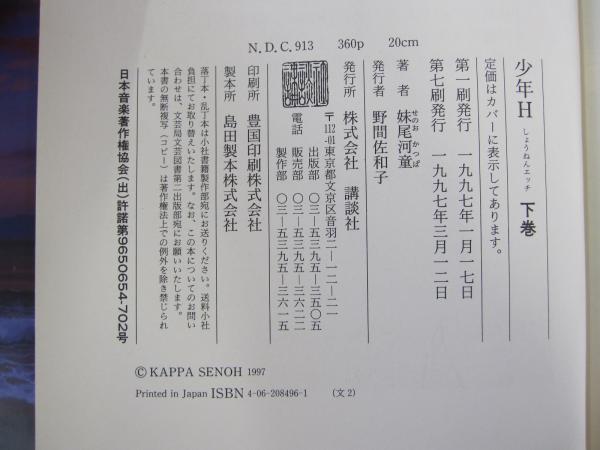 N.D.C.913 360p 20cm
少年H 下巻
しょうねんエッチ
定価はカバーに表示してあります。
第一刷発行 一九九七年一月一七日
第七刷発行 一九九七年三月一二日
著者 妹尾河童
せのお かっぱ
発行者 野間佐和子
発行所 株式会社 講談社
〒112-01東京都文京区音羽二-一二-二一
電話 出版部 〇三-五三九五-三五〇五
販売部 〇三-五三九五-三六二二
製作部 〇三-五三九五-三六一五
印刷所 豊国印刷株式会社
製本所 島田製本株式会社
落丁本・乱丁本は小社書籍製作部宛にお送りください。送料小社
負担にてお取り替えいたします。なお、この本についてのお問い
合わせは、文芸局文芸図書第二出版部宛にお願いいたします。
本書の無断複写(コピー)は著作権法上での例外を除き禁じられ
ています。
日本音楽著作権協会(出)許諾第9650654-702号
©KAPPA SENOH 1997
Printed in Japan ISBN 4-06-208496-1 (文2)